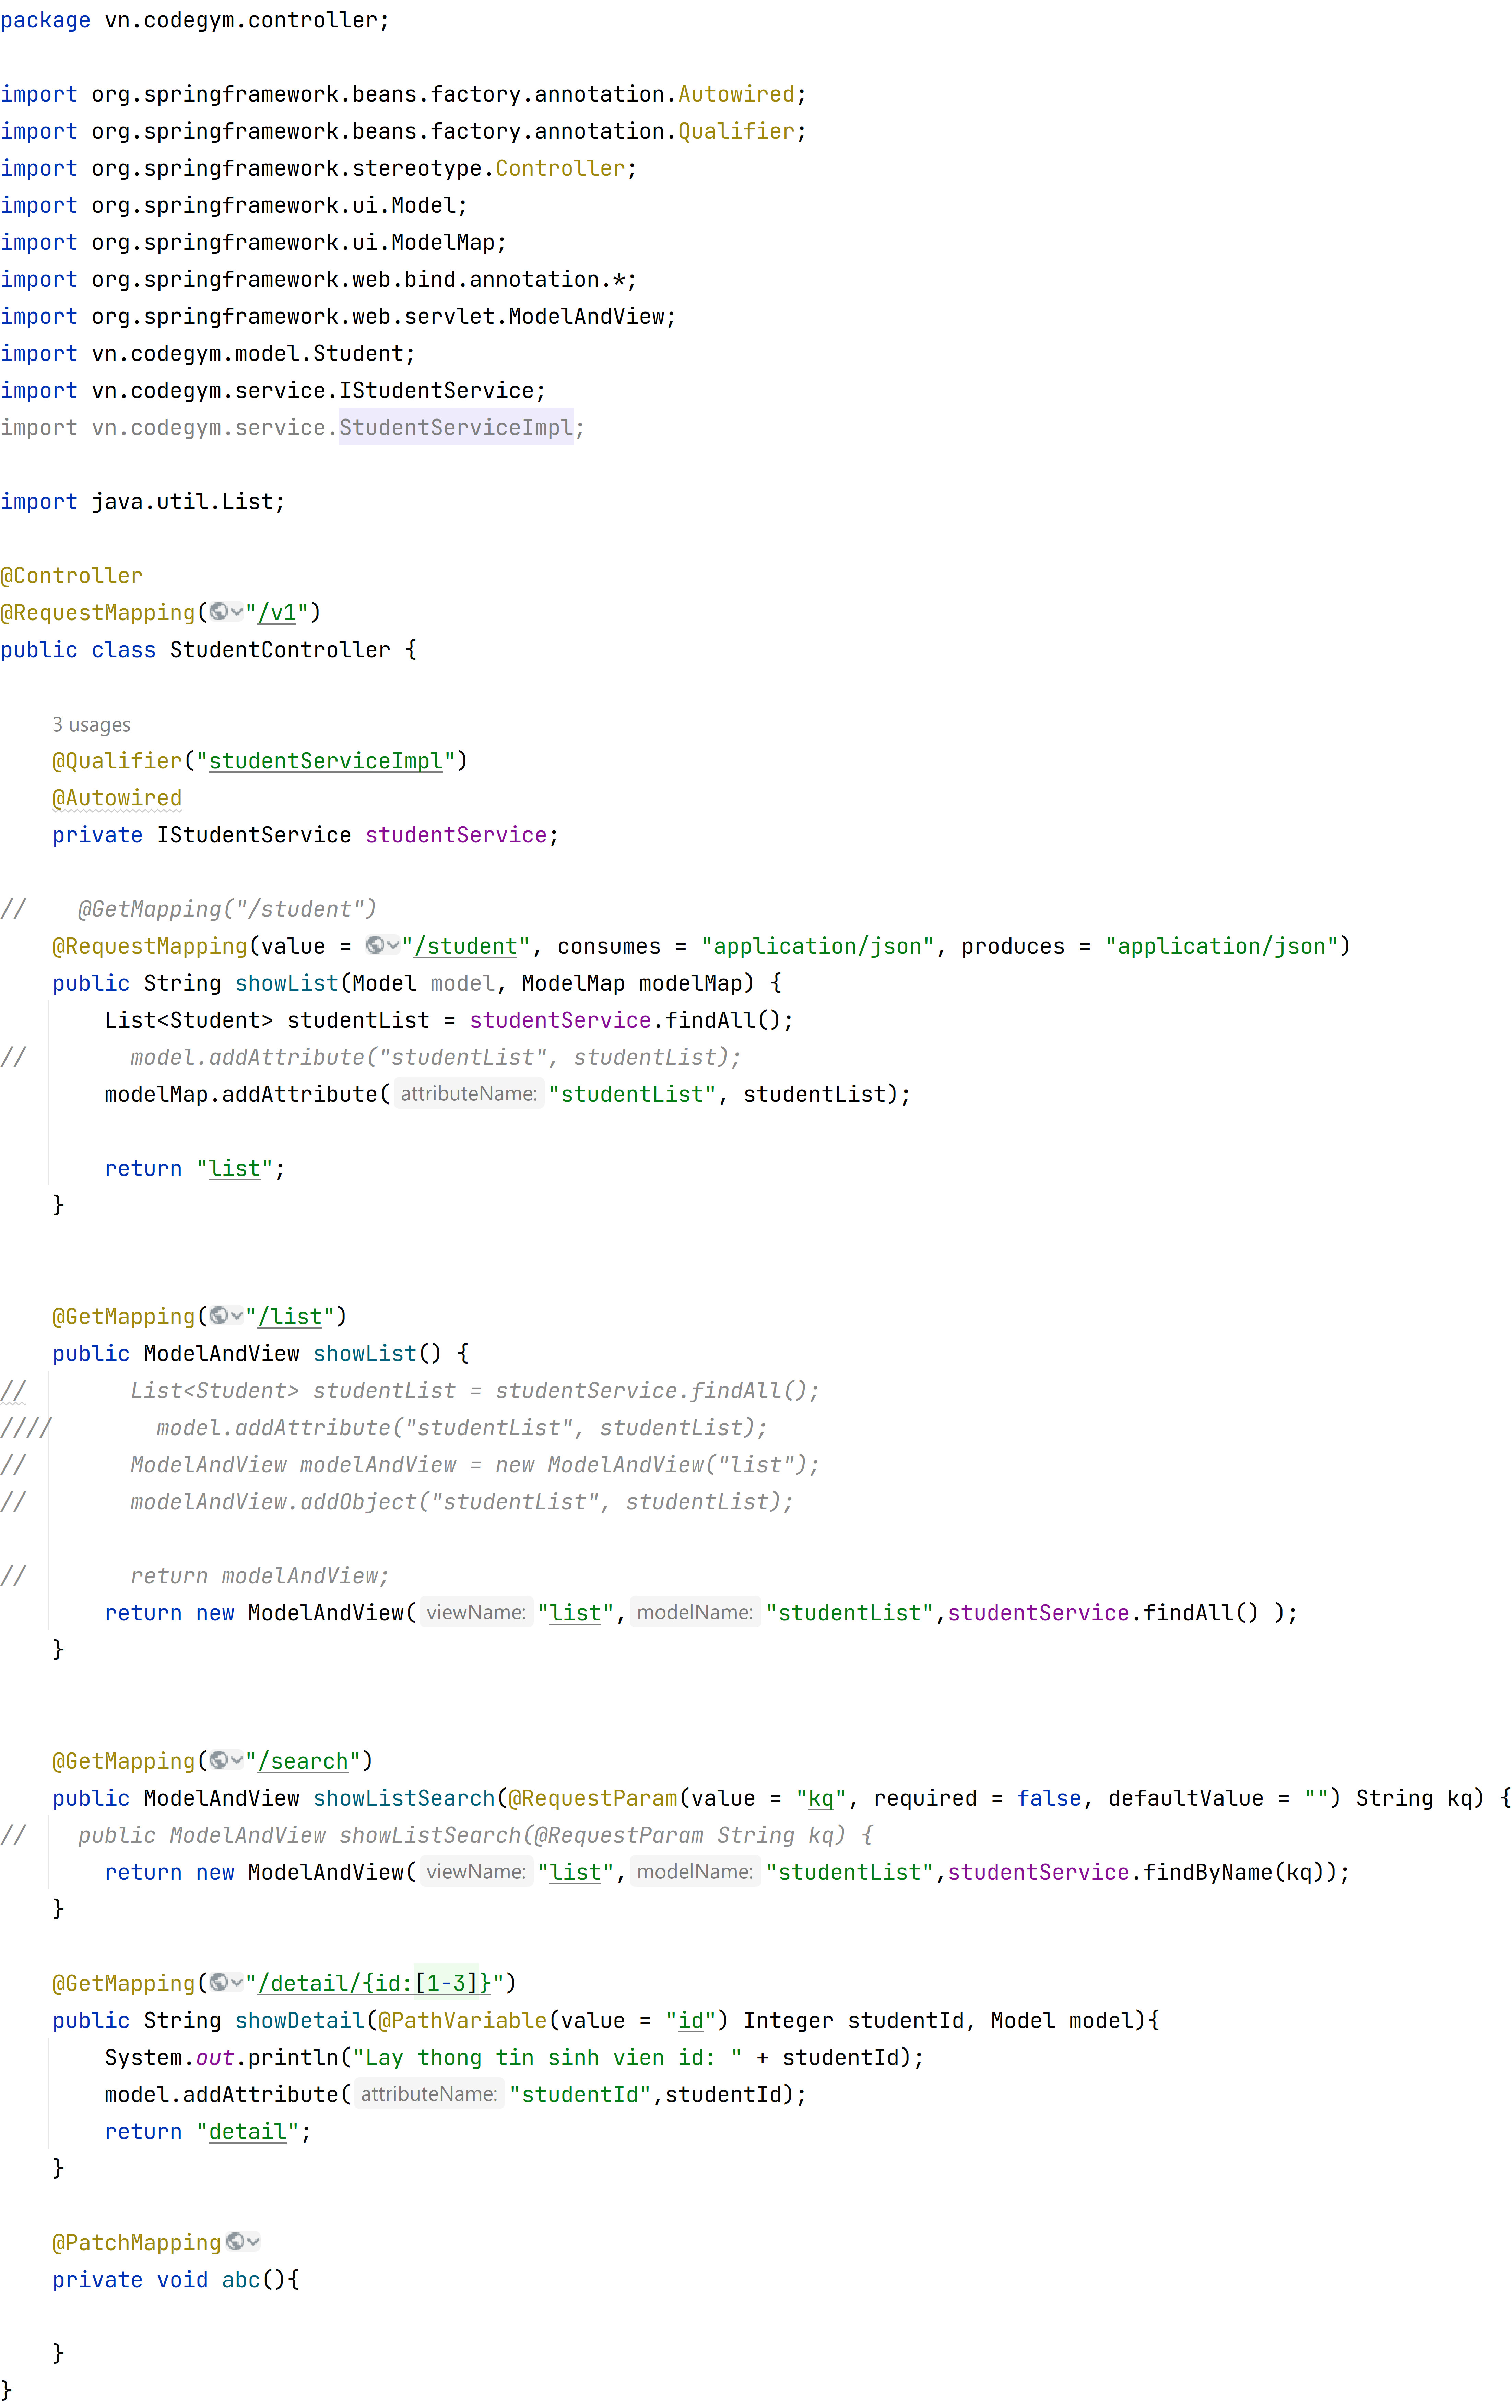 package vn.codegym.controller;

import org.springframework.beans.factory.annotation.Autowired;
import org.springframework.beans.factory.annotation.Qualifier;
import org.springframework.stereotype.Controller;
import org.springframework.ui.Model;
import org.springframework.ui.ModelMap;
import org.springframework.web.bind.annotation.*;
import org.springframework.web.servlet.ModelAndView;
import vn.codegym.model.Student;
import vn.codegym.service.IStudentService;
import vn.codegym.service.StudentServiceImpl;

import java.util.List;

@Controller
@RequestMapping("/v1")
public class StudentController {

    3 usages
    @Qualifier("studentServiceImpl")
    @Autowired
    private IStudentService studentService;

//    @GetMapping("/student")
    @RequestMapping(value = "/student", consumes = "application/json", produces = "application/json")
    public String showList(Model model, ModelMap modelMap) {
        List<Student> studentList = studentService.findAll();
//        model.addAttribute("studentList", studentList);
        modelMap.addAttribute( attributeName: "studentList", studentList);

        return "list";
    }


    @GetMapping("/list")
    public ModelAndView showList() {
//        List<Student> studentList = studentService.findAll();
////        model.addAttribute("studentList", studentList);
//        ModelAndView modelAndView = new ModelAndView("list");
//        modelAndView.addObject("studentList", studentList);

//        return modelAndView;
        return new ModelAndView( viewName: "list", modelName: "studentList",studentService.findAll() );
    }


    @GetMapping("/search")
    public ModelAndView showListSearch(@RequestParam(value = "kq", required = false, defaultValue = "") String kq) {
//    public ModelAndView showListSearch(@RequestParam String kq) {
        return new ModelAndView( viewName: "list", modelName: "studentList",studentService.findByName(kq));
    }

    @GetMapping("/detail/{id:[1-3]}")
    public String showDetail(@PathVariable(value = "id") Integer studentId, Model model){
        System.out.println("Lay thong tin sinh vien id: " + studentId);
        model.addAttribute( attributeName: "studentId",studentId);
        return "detail";
    }

    @PatchMapping
    private void abc(){

    }
}